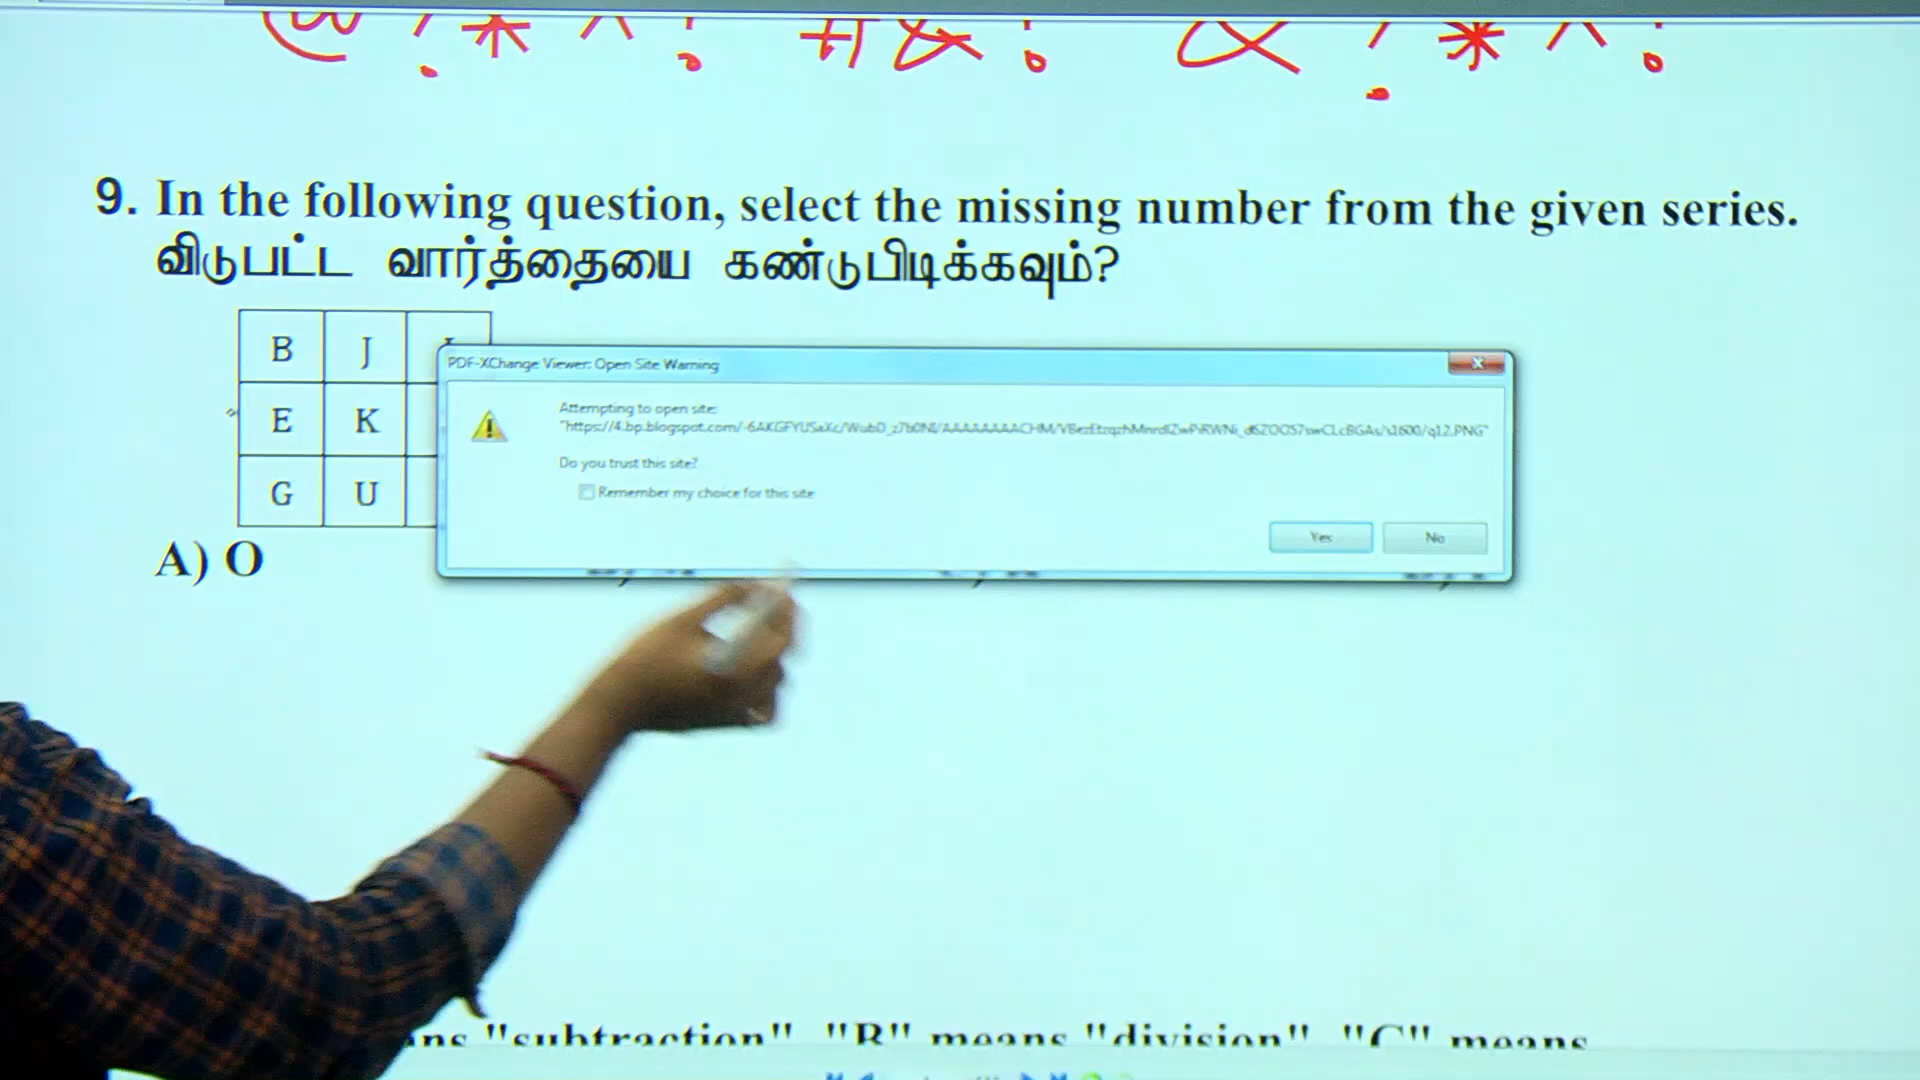 9. In the following question, select the missing number from the given series.
விடுபட்ட வார்த்தையை கண்டுபிடிக்கவும்?
B J
E K
G U
PDF-XChange Viewer: Open Site Warning
Attempting to open site:
Do you trust this site?
Remember my choice for this site
Yes No
A) O
"subtraction", "B" means "division", "C" means